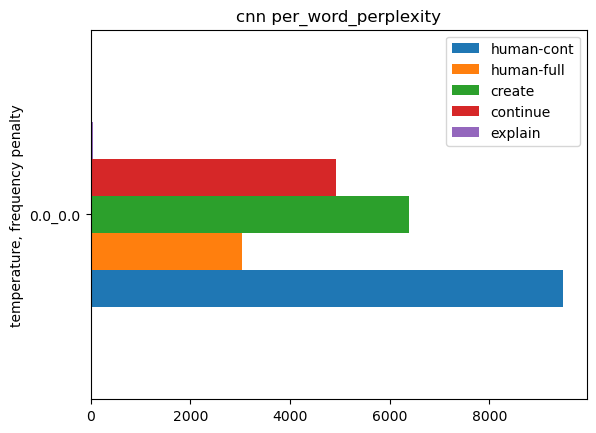 cnn per_word_perplexity
human-cont
human-full
create
continue
explain
temperature, frequency penalty
0.0_0.0
0 2000 4000 6000 8000